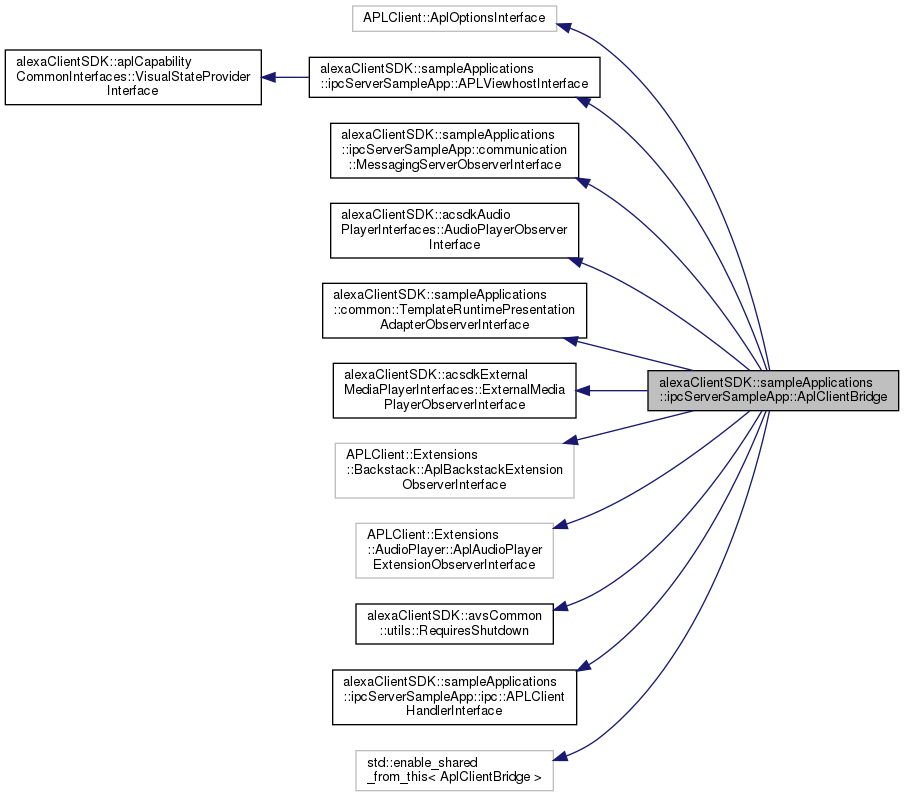 APLClient::AplOptionsInterface
alexaClientSDK::aplCapability
CommonInterfaces::VisualStateProvider
Interface
alexaClientSDK::sampleApplications
::ipcServerSampleApp::APLViewhostInterface
alexaClientSDK::sampleApplications
::ipcServerSampleApp::communication
::MessagingServerObserverInterface
alexaClientSDK::acsdkAudio
PlayerInterfaces::AudioPlayerObserver
Interface
alexaClientSDK::sampleApplications
::common::TemplateRuntimePresentation
AdapterObserverInterface
alexaClientSDK::acsdkExternal
MediaPlayerInterfaces::ExternalMedia
PlayerObserverInterface
alexaClientSDK::sampleApplications
::ipcServerSampleApp::AplClientBridge
APLClient::Extensions
::Backstack::AplBackstackExtension
ObserverInterface
APLClient::Extensions
::AudioPlayer::AplAudioPlayer
ExtensionObserverInterface
alexaClientSDK::avsCommon
::utils::RequiresShutdown
alexaClientSDK::sampleApplications
::ipcServerSampleApp::ipc::APLClient
HandlerInterface
std::enable_shared
_from_this< AplClientBridge >